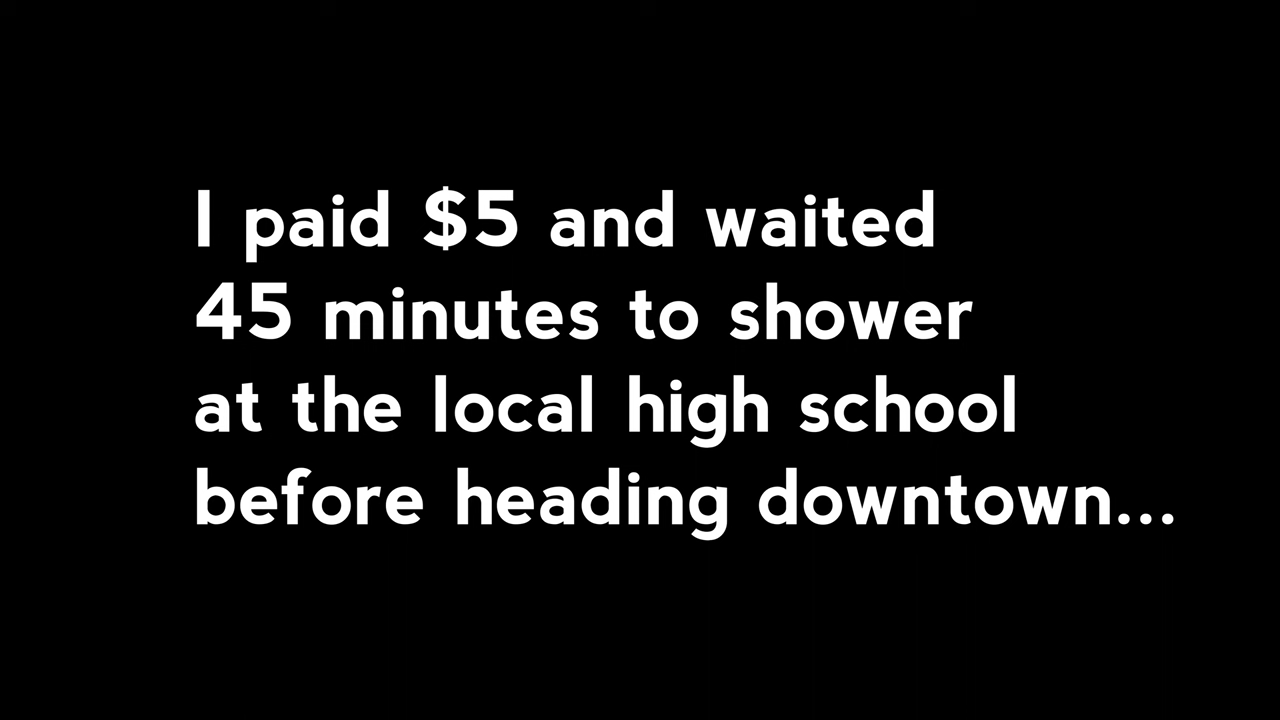 I paid $5 and waited
45 minutes to shower
at the local high school
before heading downtown...